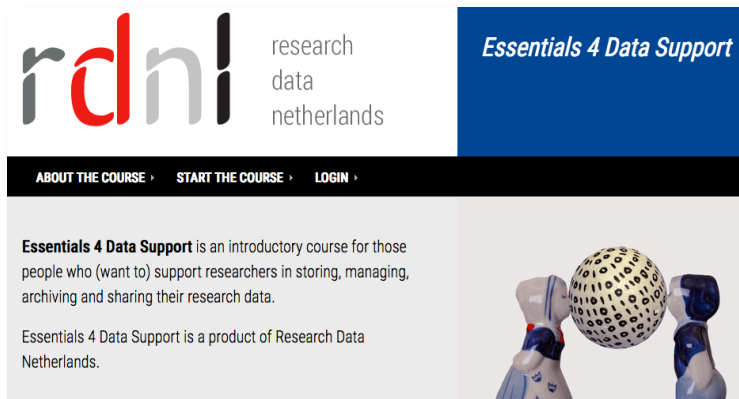 rdnl
research
data
netherlands
Essentials 4 Data Support
ABOUT THE COURSE
START THE COURSE
LOGIN
Essentials 4 Data Support is an introductory course for those
people who (want to) support researchers in storing, managing,
archiving and sharing their research data.
Essentials 4 Data Support is a product of Research Data
Netherlands.